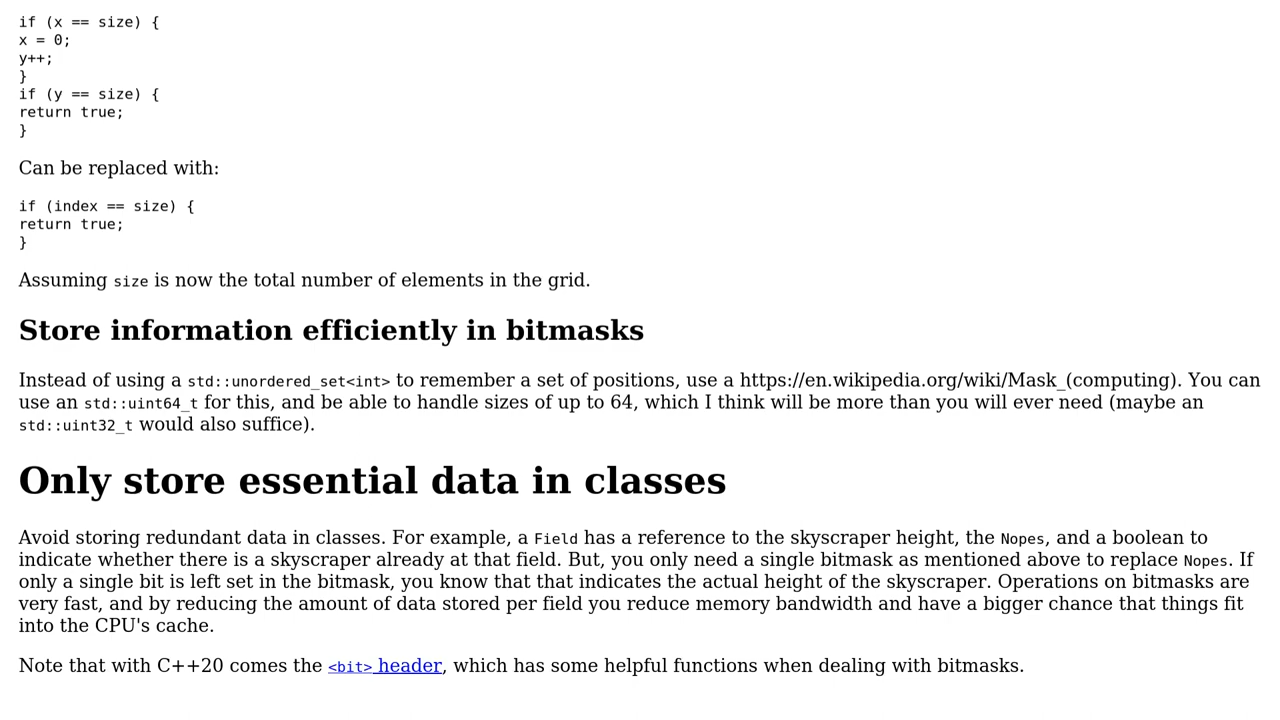 if (x == size) {
x = 0;
y++;
}
if (y == size) {
return true;
}
Can be replaced with:
if (index == size) {
return true;
}
Assuming size is now the total number of elements in the grid.
Store information efficiently in bitmasks
Instead of using a std::unordered_set<int> to remember a set of positions, use a https://en.wikipedia.org/wiki/Mask_(computing). You can
use an std::uint64_t for this, and be able to handle sizes of up to 64, which I think will be more than you will ever need (maybe an
std::uint32_t would also suffice).
Only store essential data in classes
Avoid storing redundant data in classes. For example, a Field has a reference to the skyscraper height, the Nopes, and a boolean to
indicate whether there is a skyscraper already at that field. But, you only need a single bitmask as mentioned above to replace Nopes. If
only a single bit is left set in the bitmask, you know that that indicates the actual height of the skyscraper. Operations on bitmasks are
very fast, and by reducing the amount of data stored per field you reduce memory bandwidth and have a bigger chance that things fit
into the CPU's cache.
Note that with C++20 comes the <bit> header, which has some helpful functions when dealing with bitmasks.